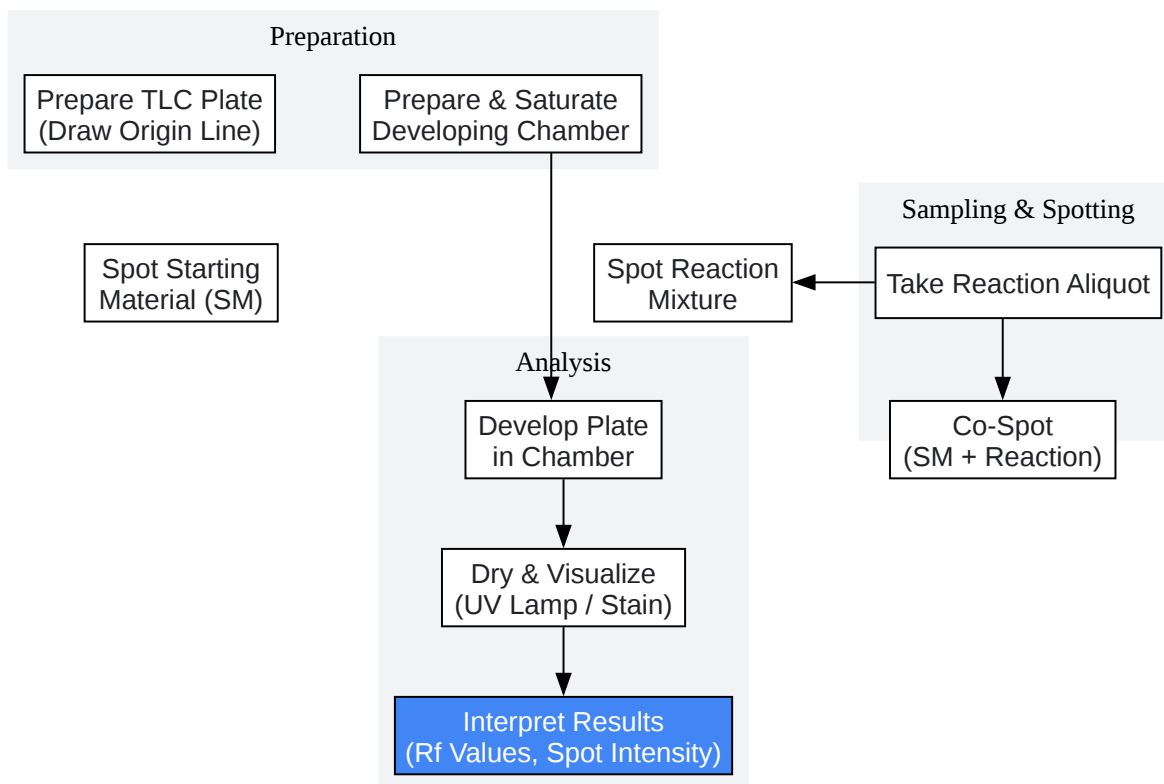 Preparation
Prepare TLC Plate
(Draw Origin Line)
Prepare & Saturate
Developing Chamber
Sampling & Spotting
Spot Starting
Material (SM)
Spot Reaction
Mixture
Take Reaction Aliquot
Analysis
Develop Plate
in Chamber
Co-Spot
(SM + Reaction)
Dry & Visualize
(UV Lamp / Stain)
Interpret Results
(Rf Values, Spot Intensity)